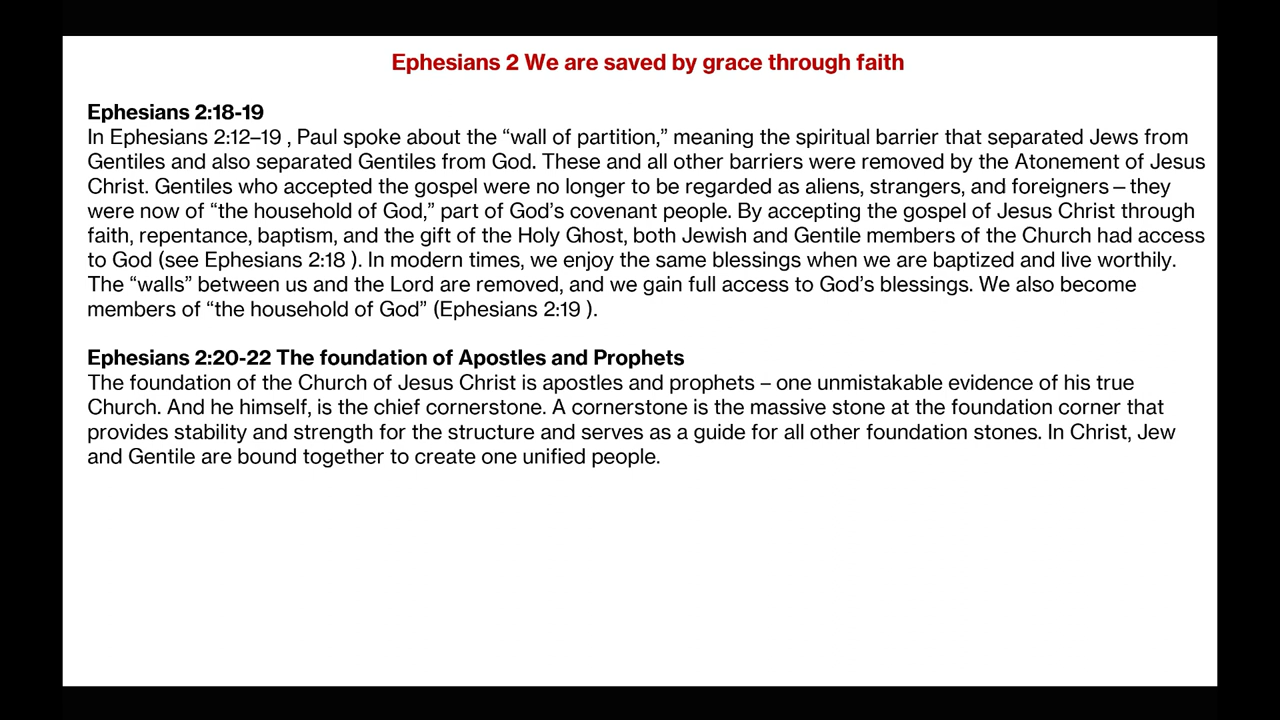 Ephesians 2 We are saved by grace through faith
Ephesians 2:18-19
In Ephesians 2:12–19 , Paul spoke about the “wall of partition,” meaning the spiritual barrier that separated Jews from
Gentiles and also separated Gentiles from God. These and all other barriers were removed by the Atonement of Jesus
Christ. Gentiles who accepted the gospel were no longer to be regarded as aliens, strangers, and foreigners – they
were now of “the household of God,” part of God’s covenant people. By accepting the gospel of Jesus Christ through
faith, repentance, baptism, and the gift of the Holy Ghost, both Jewish and Gentile members of the Church had access
to God (see Ephesians 2:18 ). In modern times, we enjoy the same blessings when we are baptized and live worthily.
The “walls” between us and the Lord are removed, and we gain full access to God’s blessings. We also become
members of “the household of God” (Ephesians 2:19 ).
Ephesians 2:20-22 The foundation of Apostles and Prophets
The foundation of the Church of Jesus Christ is apostles and prophets – one unmistakable evidence of his true
Church. And he himself, is the chief cornerstone. A cornerstone is the massive stone at the foundation corner that
provides stability and strength for the structure and serves as a guide for all other foundation stones. In Christ, Jew
and Gentile are bound together to create one unified people.